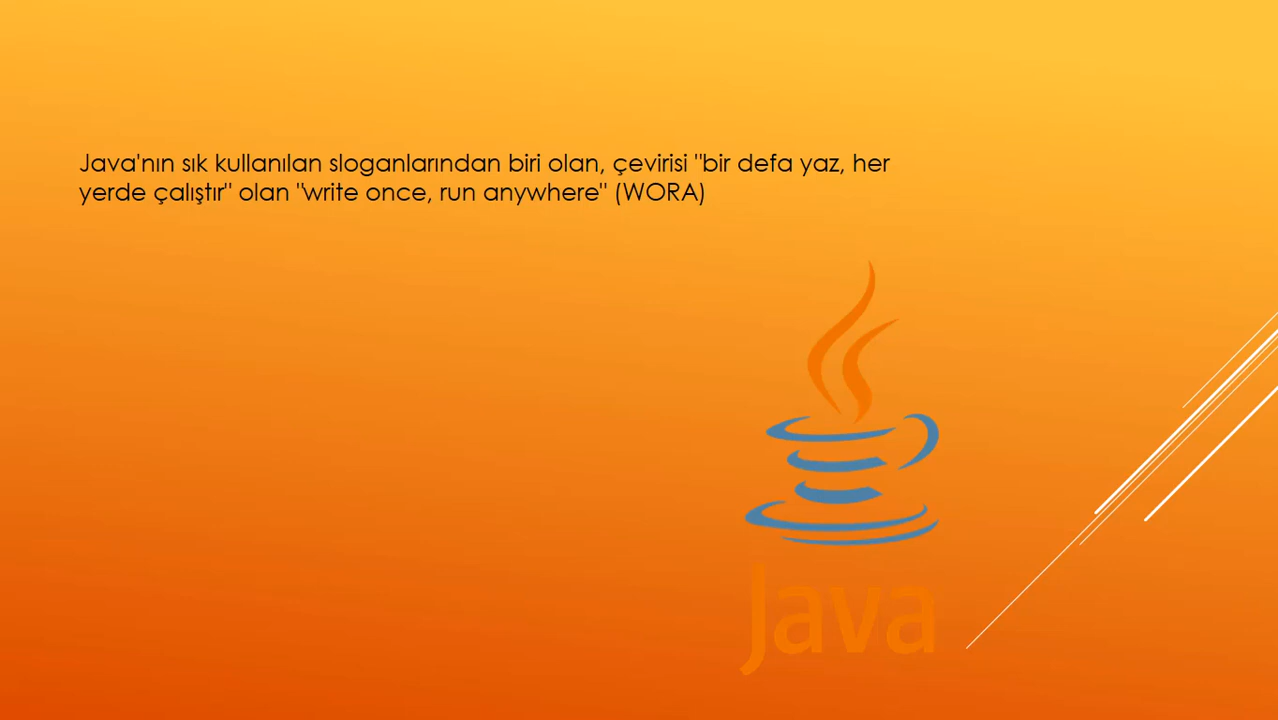 Java'nın sık kullanılan sloganlarından biri olan, çevirisi "bir defa yaz, her
yerde çalıştır" olan "write once, run anywhere" (WORA)
Java